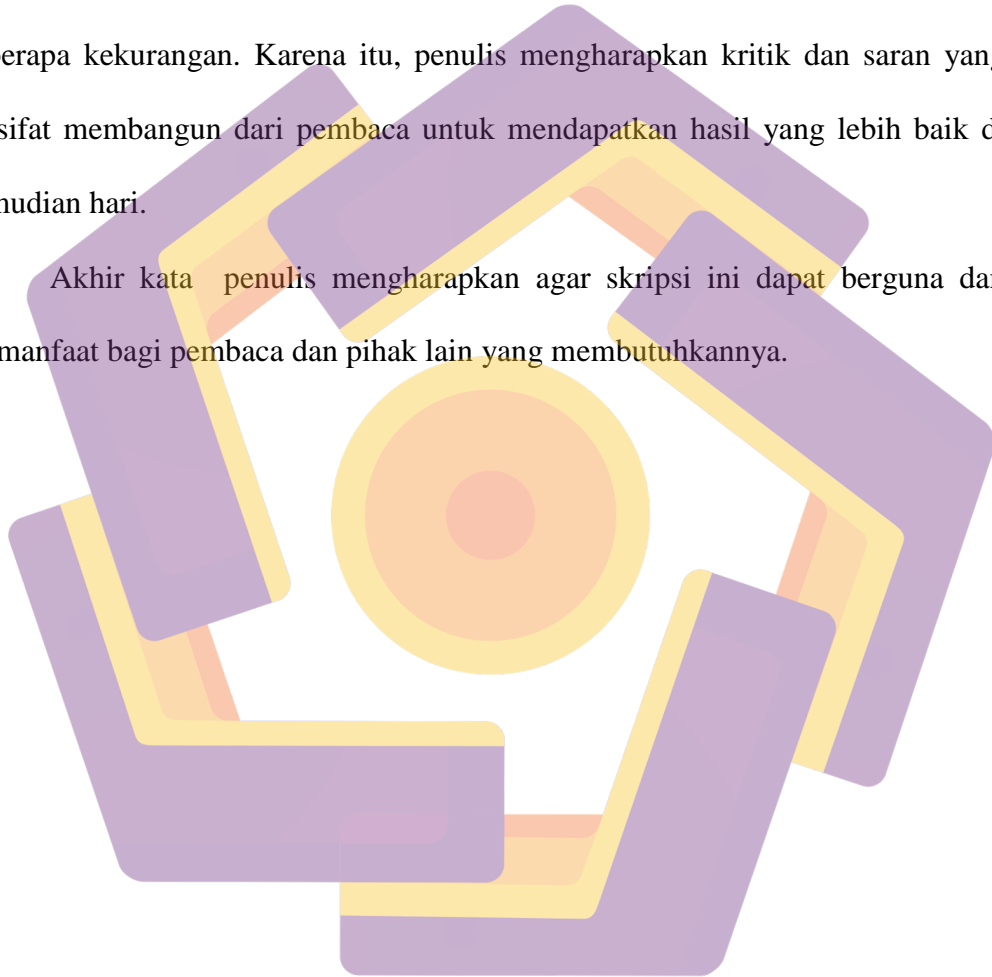 erapa kekurangan. Karena itu, penulis mengharapkan kritik dan saran yang
sifat membangun dari pembaca untuk mendapatkan hasil yang lebih baik d
nudian hari.
Akhir kata penulis mengharapkan agar skripsi ini dapat berguna dan
manfaat bagi pembaca dan pihak lain yang membutuhkannya.